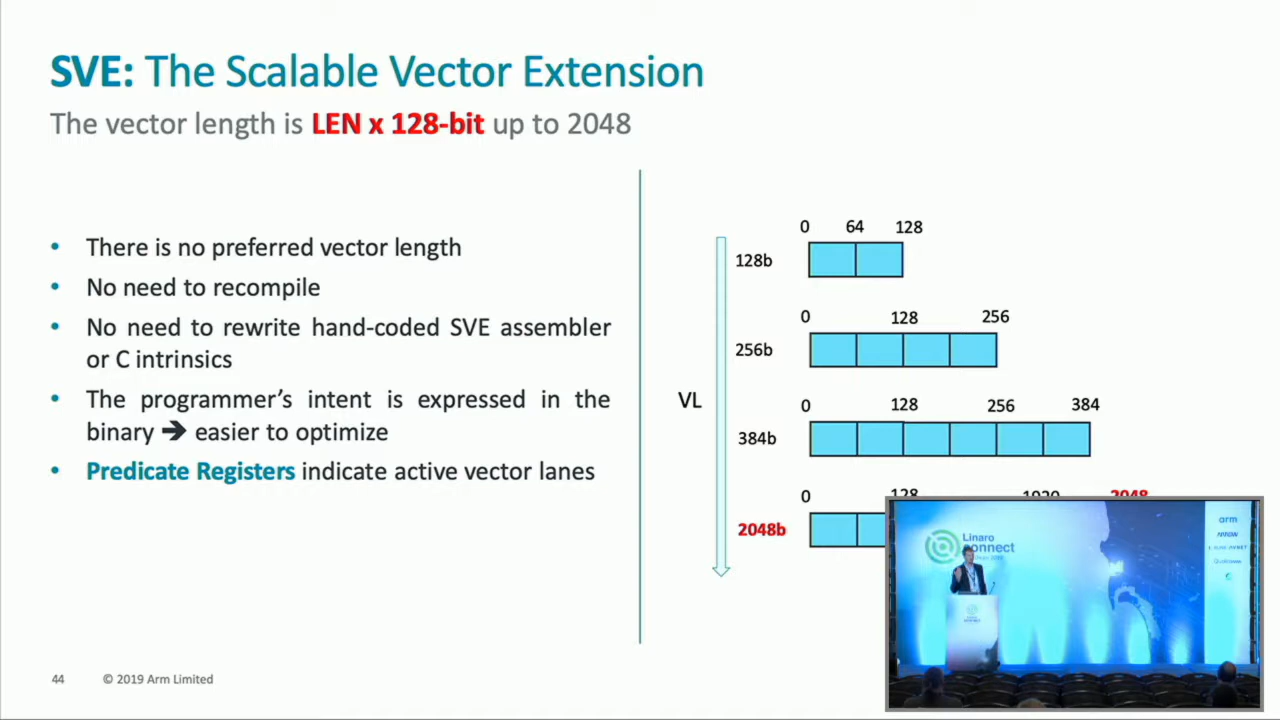 SVE: The Scalable Vector Extension
The vector length is LEN x 128-bit up to 2048
• There is no preferred vector length
• No need to recompile
• No need to rewrite hand-coded SVE assembler
or C intrinsics
• The programmer's intent is expressed in the
binary ➔ easier to optimize
• Predicate Registers indicate active vector lanes
VL
0 64 128
128b
0 128 256
256b
0 128 256 384
384b
0 128 1920 2048
2048b
Linaro
connect
arm
ARROW
Qualcomm
44 © 2019 Arm Limited